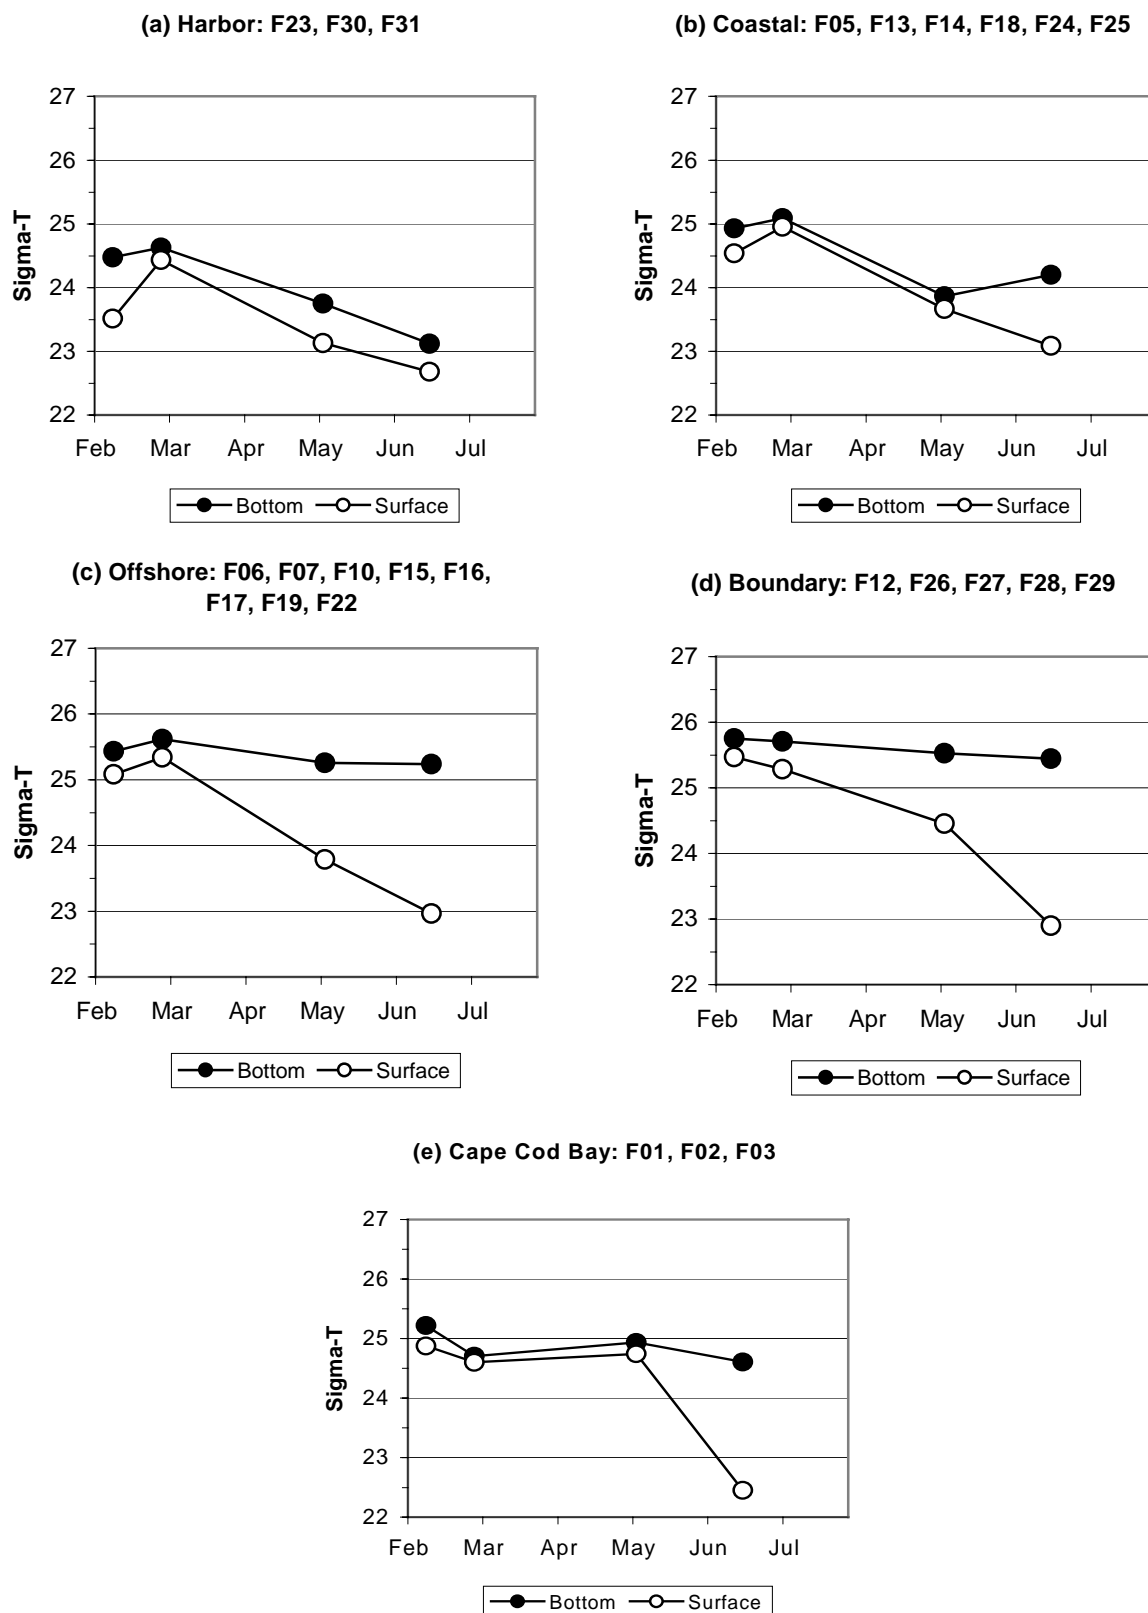 (a) Harbor: F23, F30, F31
27
26
25
24
23
22
Sigma-T
Feb Mar Apr May Jun Jul
Bottom Surface
(b) Coastal: F05, F13, F14, F18, F24, F25
27
26
25
24
23
22
Sigma-T
Feb Mar Apr May Jun Jul
Bottom Surface
(c) Offshore: F06, F07, F10, F15, F16,
F17, F19, F22
27
26
25
24
23
22
Sigma-T
Feb Mar Apr May Jun Jul
Bottom Surface
(d) Boundary: F12, F26, F27, F28, F29
27
26
25
24
23
22
Sigma-T
Feb Mar Apr May Jun Jul
Bottom Surface
(e) Cape Cod Bay: F01, F02, F03
27
26
25
24
23
22
Sigma-T
Feb Mar Apr May Jun Jul
Bottom Surface